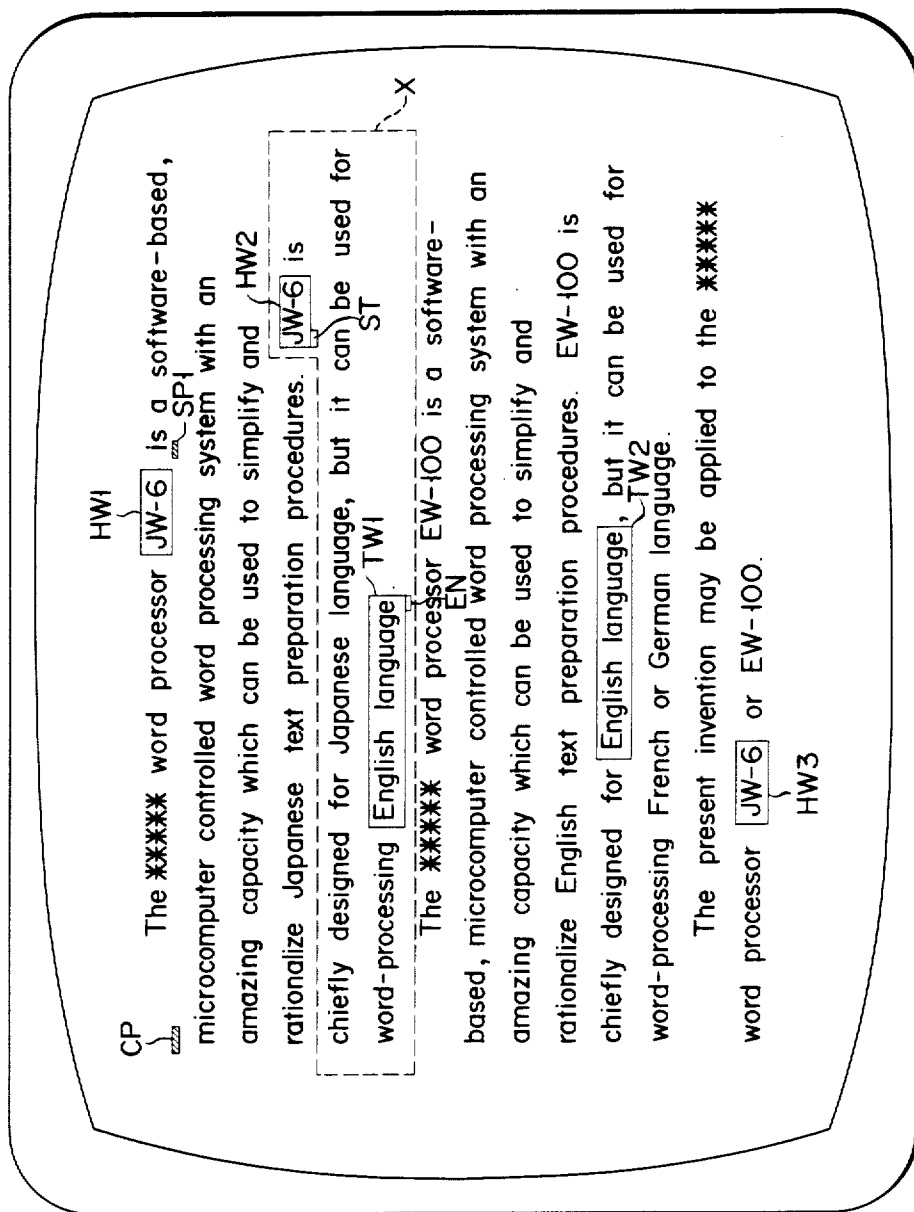 HW1
The ***** word processor JW-6 is a software-based,
CP
SP1
microcomputer controlled word processing system with an
amazing capacity which can be used to simplify and HW2
rationalize Japanese text preparation procedures. JW-6 is
ST
X
chiefly designed for Japanese language, but it can be used for
word-processing English language TW1
EN
The ***** word processor EW-100 is a software-
based, microcomputer controlled word processing system with an
amazing capacity which can be used to simplify and
rationalize English text preparation procedures. EW-100 is
chiefly designed for English language, but it can be used for
TW2
word-processing French or German language.
The present invention may be applied to the *****
word processor JW-6 or EW-100.
HW3